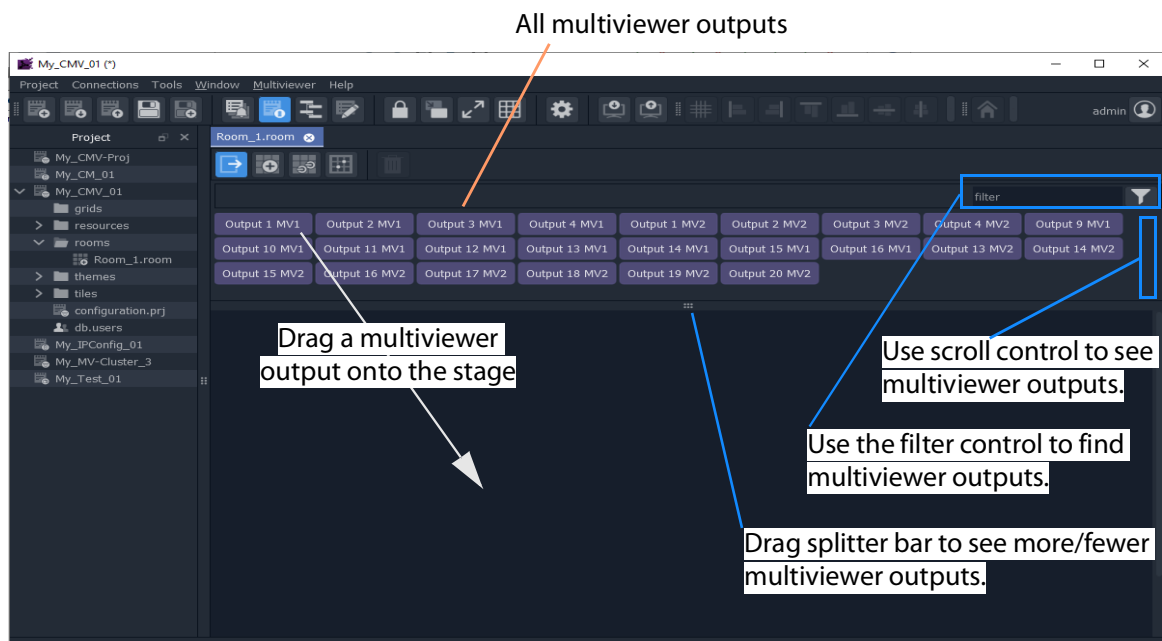 All multiviewer outputs
My_CMV_01 (*)
Project Connections Tools Window Multiviewer Help
admin
Project
Room_1.room
My_CMV-Proj
My_CM_01
My_CMV_01
grids
resources
rooms
Room_1.room
themes
tiles
configuration.prj
db.users
My_IPConfig_01
My_MV-Cluster_3
My_Test_01
filter
Output 1 MV1 Output 2 MV1 Output 3 MV1 Output 4 MV1 Output 1 MV2 Output 2 MV2 Output 3 MV2 Output 4 MV2 Output 9 MV1
Output 10 MV1 Output 11 MV1 Output 12 MV1 Output 13 MV1 Output 14 MV1 Output 15 MV1 Output 16 MV1 Output 13 MV2 Output 14 MV2
Output 15 MV2 Output 16 MV2 Output 17 MV2 Output 18 MV2 Output 19 MV2 Output 20 MV2
Drag a multiviewer
output onto the stage
Use scroll control to see
multiviewer outputs.
Use the filter control to find
multiviewer outputs.
Drag splitter bar to see more/fewer
multiviewer outputs.